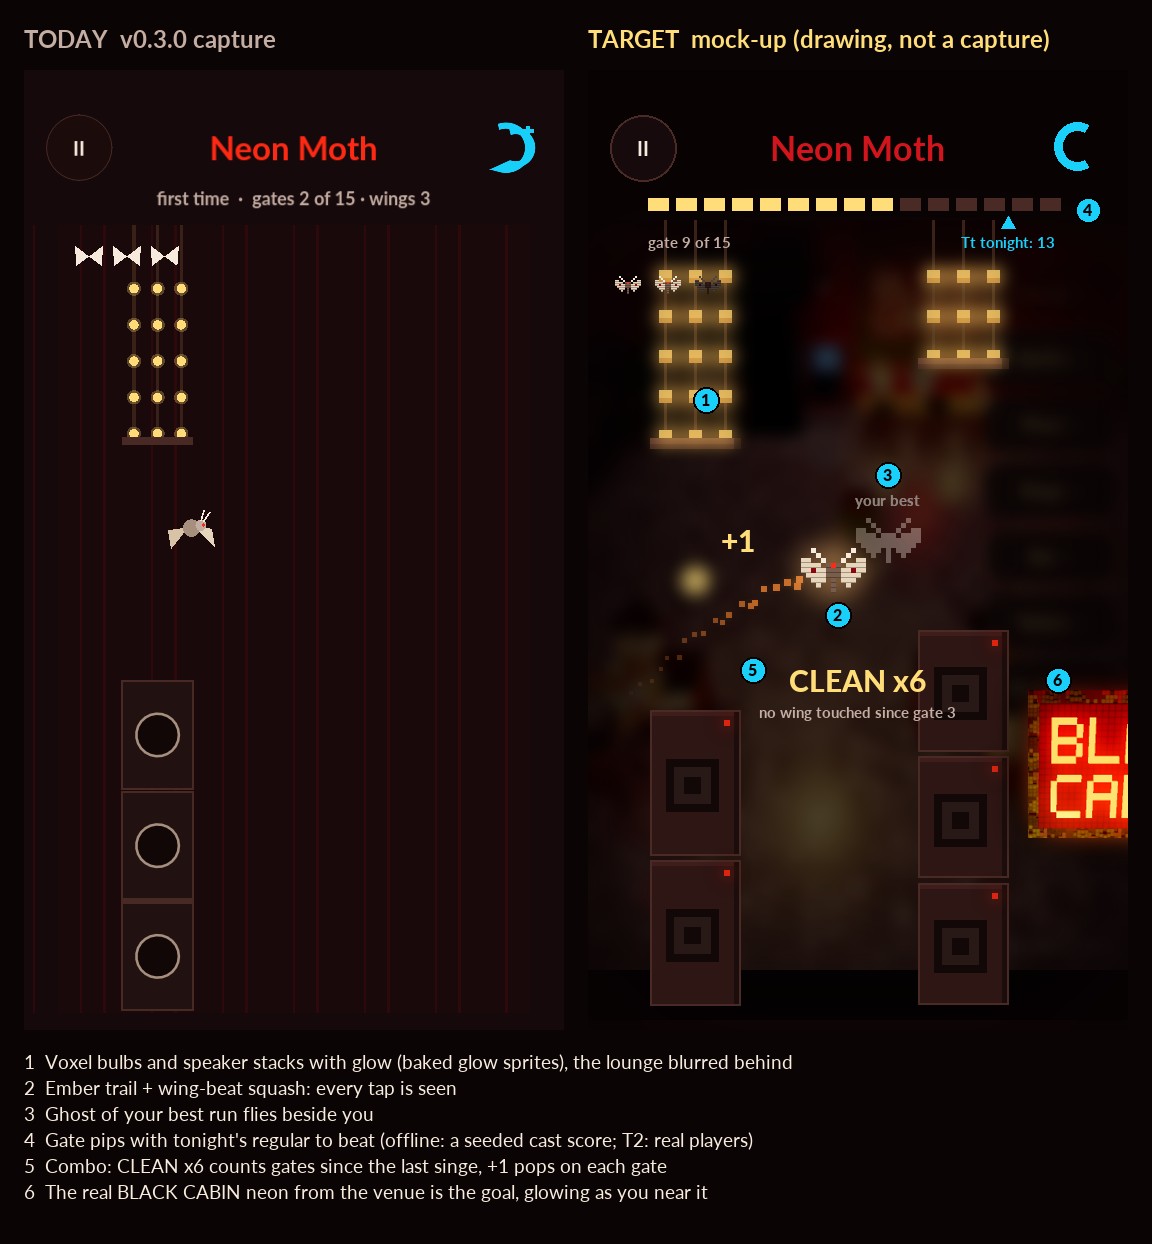 TODAY v0.3.0 capture
TARGET mock-up (drawing, not a capture)
II
Neon Moth
first time · gates 2 of 15 · wings 3
II
Neon Moth
4
gate 9 of 15
Tt tonight: 13
1
3
your best
+1
2
5
CLEAN x6
no wing touched since gate 3
6
BL
CA
1 Voxel bulbs and speaker stacks with glow (baked glow sprites), the lounge blurred behind
2 Ember trail + wing-beat squash: every tap is seen
3 Ghost of your best run flies beside you
4 Gate pips with tonight's regular to beat (offline: a seeded cast score; T2: real players)
5 Combo: CLEAN x6 counts gates since the last singe, +1 pops on each gate
6 The real BLACK CABIN neon from the venue is the goal, glowing as you near it